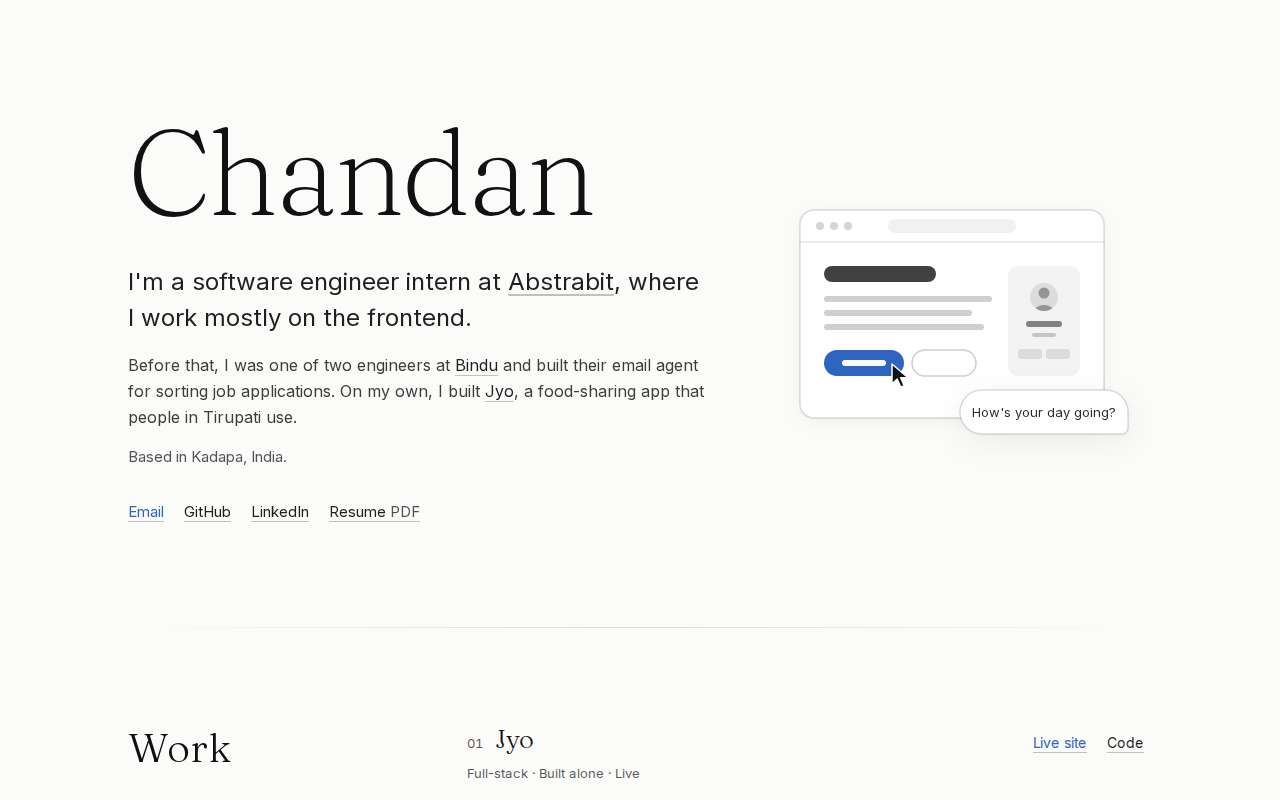 Chandan
I'm a software engineer intern at Abstrabit, where
I work mostly on the frontend.
Before that, I was one of two engineers at Bindu and built their email agent
for sorting job applications. On my own, I built Jyo, a food-sharing app that
people in Tirupati use.
Based in Kadapa, India.
Email GitHub LinkedIn Resume PDF
How's your day going?
Work
01 Jyo
Full-stack · Built alone · Live
Live site Code